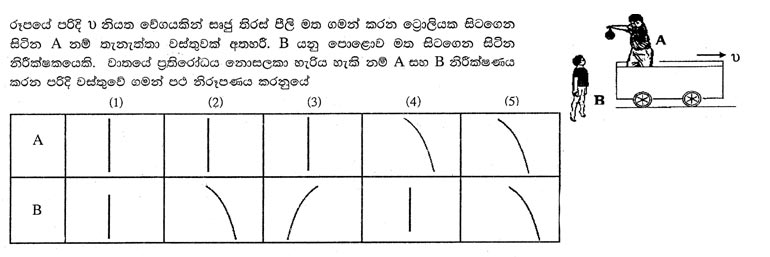 රූපයේ පරිදි υ නියත වේගයකින් සෘජු තිරස් පීලි මත ගමන් කරන ට්‍රොලියක සිටගෙන
සිටින A නම් තැනැත්තා වස්තුවක් අතහරී. B යනු පොළොව මත සිටගෙන සිටින
නිරීක්ෂකයෙකි. වාතයේ ප්‍රතිරෝධය නොසලකා හැරිය හැකි නම් A සහ B නිරීක්ෂණය
කරන පරිදි වස්තුවේ ගමන් පථ නිරූපණය කරනුයේ
A
υ
B
(1) (2) (3) (4) (5)
A
B